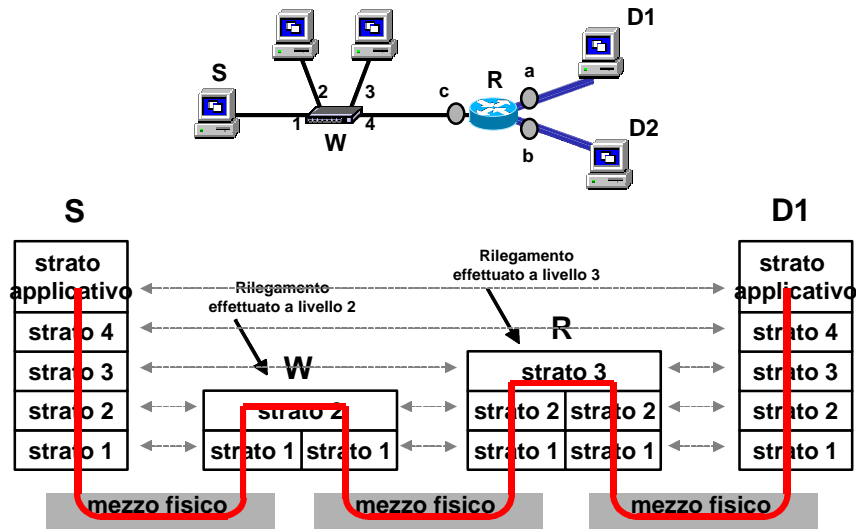 D1
S
2
3
c
R
a
1
4
W
b
D2
S
D1
strato
applicativo
Rilegamento
effettuato a livello 2
Rilegamento
effettuato a livello 3
strato
applicativo
strato 4
R
strato 4
strato 3
W
strato 3
strato 3
strato 2
strato 2
strato 2
strato 2
strato 2
strato 1
strato 1
strato 1
strato 1
strato 1
strato 1
mezzo fisico
mezzo fisico
mezzo fisico